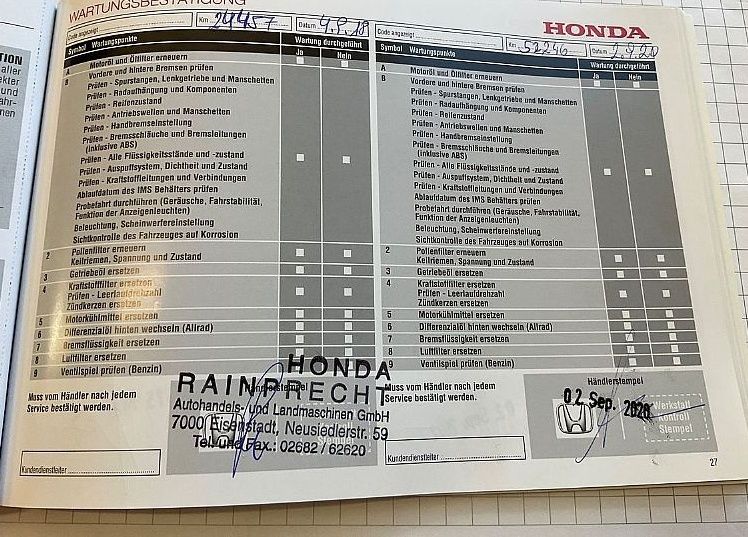 WARTUNGSBESTÄTIGUNG
Code angezeigt
Km 24457
Datum 4.9.18
Symbol Wartungspunkte
Wartung durchgeführt
Ja Nein
A Motoröl und Ölfilter erneuern
B Vordere und hintere Bremsen prüfen
Prüfen - Spurstangen, Lenkgetriebe und Manschetten
Prüfen - Radaufhängung und Komponenten
Prüfen - Reifenzustand
Prüfen - Antriebswellen und Manschetten
Prüfen - Handbremseinstellung
Prüfen - Bremsschläuche und Bremsleitungen
(inklusive ABS)
Prüfen - Alle Flüssigkeitsstände und -zustand
Prüfen - Auspuffsystem, Dichtheit und Zustand
Prüfen - Kraftstoffleitungen und Verbindungen
Ablaufdatum des IMS Behälters prüfen
Probefahrt durchführen (Geräusche, Fahrstabilität,
Funktion der Anzeigenleuchten)
Beleuchtung, Scheinwerfereinstellung
Sichtkontrolle des Fahrzeuges auf Korrosion
2 Pollenfilter erneuern
Keilriemen, Spannung und Zustand
3 Getriebeöl ersetzen
4 Kraftstofffilter ersetzen
Prüfen - Leerlaufdrehzahl
Zündkerzen ersetzen
5 Motorkühlmittel ersetzen
6 Differenzialöl hinten wechseln (Allrad)
7 Bremsflüssigkeit ersetzen
8 Luftfilter ersetzen
9 Ventilspiel prüfen (Benzin)
Muss vom Händler nach jedem
Service bestätigt werden.
Kundendienstleiter
HONDA
RAINPRECHT
Autohandels- und Landmaschinen GmbH
7000 Eisenstadt, Neusiedlerstr. 59
Tel. und Fax.: 02682 / 62620
HONDA
Code angezeigt
Km 52246
Datum 2.9.20
Symbol Wartungspunkte
Wartung durchgeführt
Ja Nein
A Motoröl und Ölfilter erneuern
B Vordere und hintere Bremsen prüfen
Prüfen - Spurstangen, Lenkgetriebe und Manschetten
Prüfen - Radaufhängung und Komponenten
Prüfen - Reifenzustand
Prüfen - Antriebswellen und Manschetten
Prüfen - Handbremseinstellung
Prüfen - Bremsschläuche und Bremsleitungen
(inklusive ABS)
Prüfen - Alle Flüssigkeitsstände und -zustand
Prüfen - Auspuffsystem, Dichtheit und Zustand
Prüfen - Kraftstoffleitungen und Verbindungen
Ablaufdatum des IMS Behälters prüfen
Probefahrt durchführen (Geräusche, Fahrstabilität,
Funktion der Anzeigenleuchten)
Beleuchtung, Scheinwerfereinstellung
Sichtkontrolle des Fahrzeuges auf Korrosion
2 Pollenfilter erneuern
Keilriemen, Spannung und Zustand
3 Getriebeöl ersetzen
4 Kraftstofffilter ersetzen
Prüfen - Leerlaufdrehzahl
Zündkerzen ersetzen
5 Motorkühlmittel ersetzen
6 Differenzialöl hinten wechseln (Allrad)
7 Bremsflüssigkeit ersetzen
8 Luftfilter ersetzen
9 Ventilspiel prüfen (Benzin)
Muss vom Händler nach jedem
Service bestätigt werden.
Kundendienstleiter
Händlerstempel
02. Sep. 2020
Werkstatt
Kontroll
Stempel
27